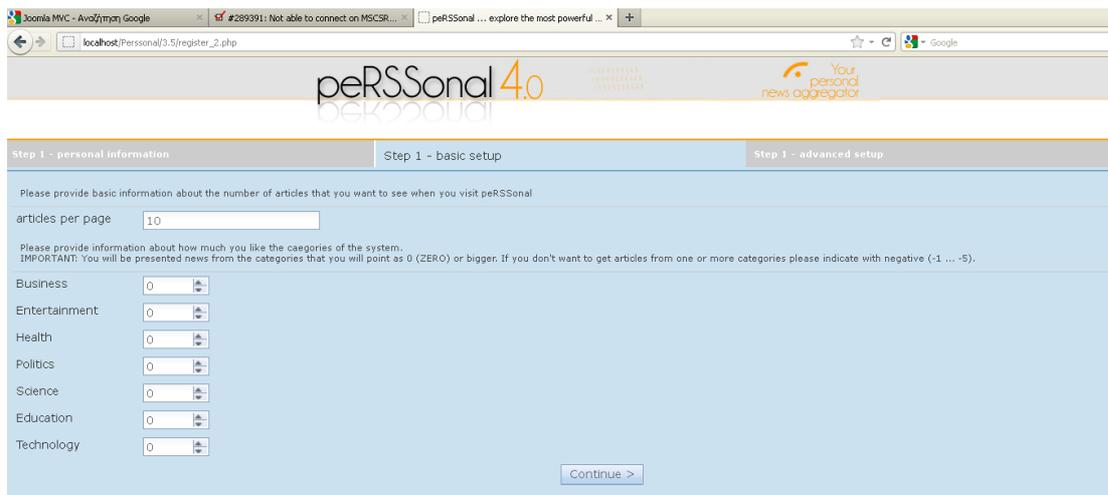 Joomla MVC - Αναζήτηση Google
#289391: Not able to connect on MSCSR...
peRSSonal ... explore the most powerful ...
localhost/Perssonal/3.5/register_2.php
Google
peRSSonal 4.0
Your
personal
news aggregator
Step 1 - personal information
Step 1 - basic setup
Step 1 - advanced setup
Please provide basic information about the number of articles that you want to see when you visit peRSSonal
articles per page 10
Please provide information about how much you like the caegories of the system.
IMPORTANT: You will be presented news from the categories that you will point as 0 (ZERO) or bigger. If you don't want to get articles from one or more categories please indicate with negative (-1 ... -5).
Business 0
Entertainment 0
Health 0
Politics 0
Science 0
Education 0
Technology 0
Continue >